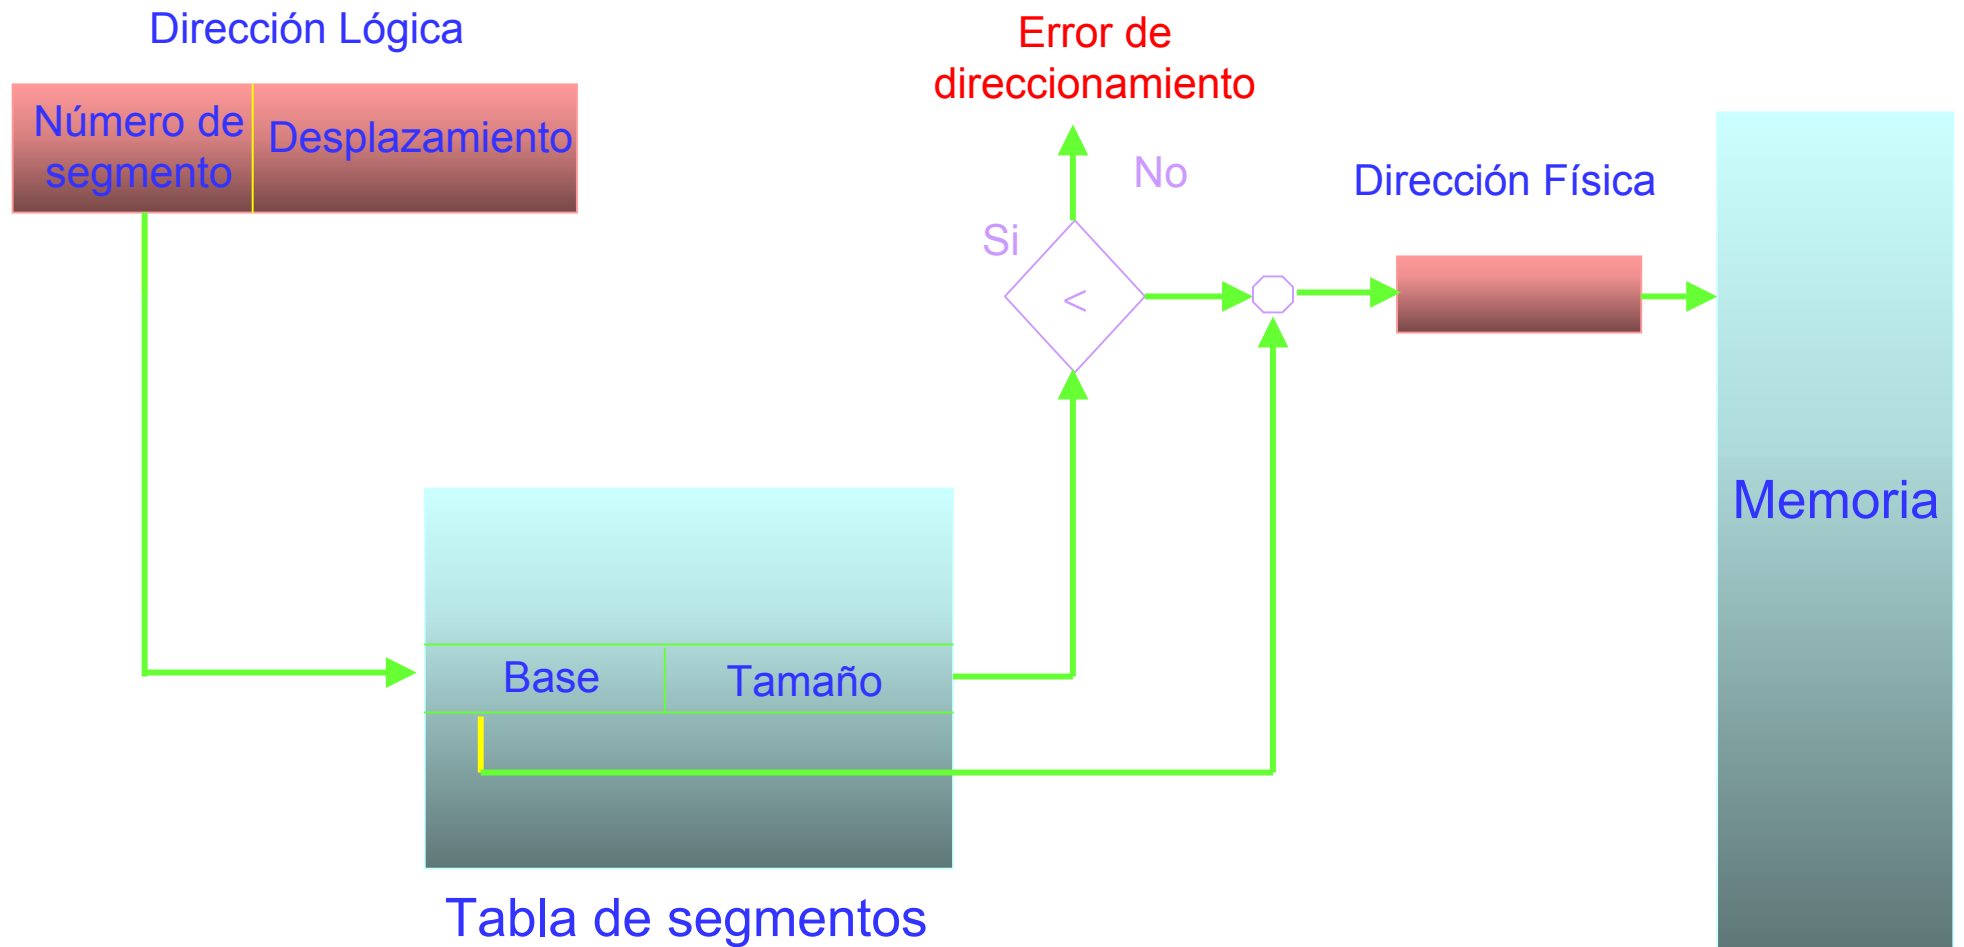 Dirección Lógica
Error de
direccionamiento
Número de
segmento
Desplazamiento
No
Dirección Física
Si
<
Memoria
Base
Tamaño
Tabla de segmentos